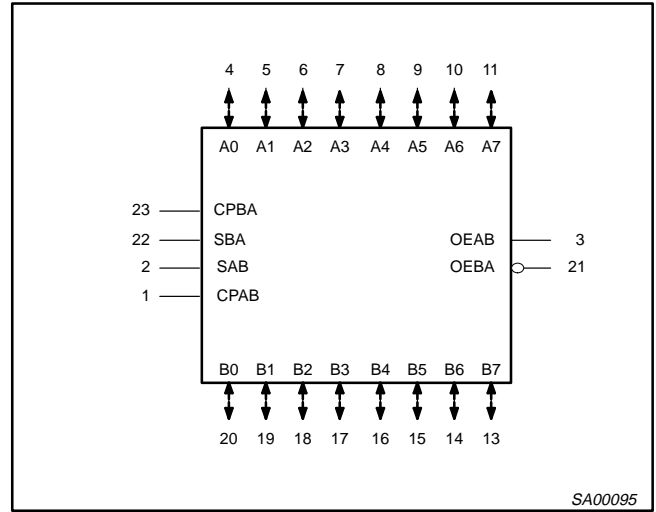 4 5 6 7 8 9 10 11
A0 A1 A2 A3 A4 A5 A6 A7
23 CPBA
22 SBA OEAB 3
2 SAB OEBA 21
1 CPAB
B0 B1 B2 B3 B4 B5 B6 B7
20 19 18 17 16 15 14 13
SA00095